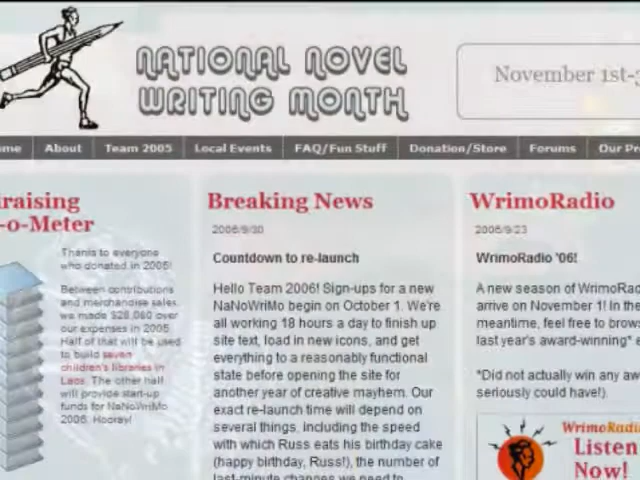 NATIONAL NOVEL
WRITING MONTH
November 1st-3
me About Team 2005 Local Events FAQ/Fun Stuff Donation/Store Forums Our Pr
draising
-o-Meter
Thanks to everyone
who donated in 2005!
Between contributions
and merchandise sales,
we made $28,060 over
our expenses in 2005.
Half of that will be used
to build seven
children's libraries in
Laos. The other half
will provide start-up
funds for NaNoWriMo
2006. Hooray!
Breaking News
2006/9/30
Countdown to re-launch
Hello Team 2006! Sign-ups for a new
NaNoWriMo begin on October 1. We're
all working 18 hours a day to finish up
site text, load in new icons, and get
everything to a reasonably functional
state before opening the site for
another year of creative mayhem. Our
exact re-launch time will depend on
several things, including the speed
with which Russ eats his birthday cake
(happy birthday, Russ!), the number of
last-minute changes we need to
WrimoRadio
2006/9/23
WrimoRadio '06!
A new season of WrimoRad
arrive on November 1! In the
meantime, feel free to brow
last year's award-winning* e
*Did not actually win any aw
seriously could have!).
WrimoRadi
Listen
Now!